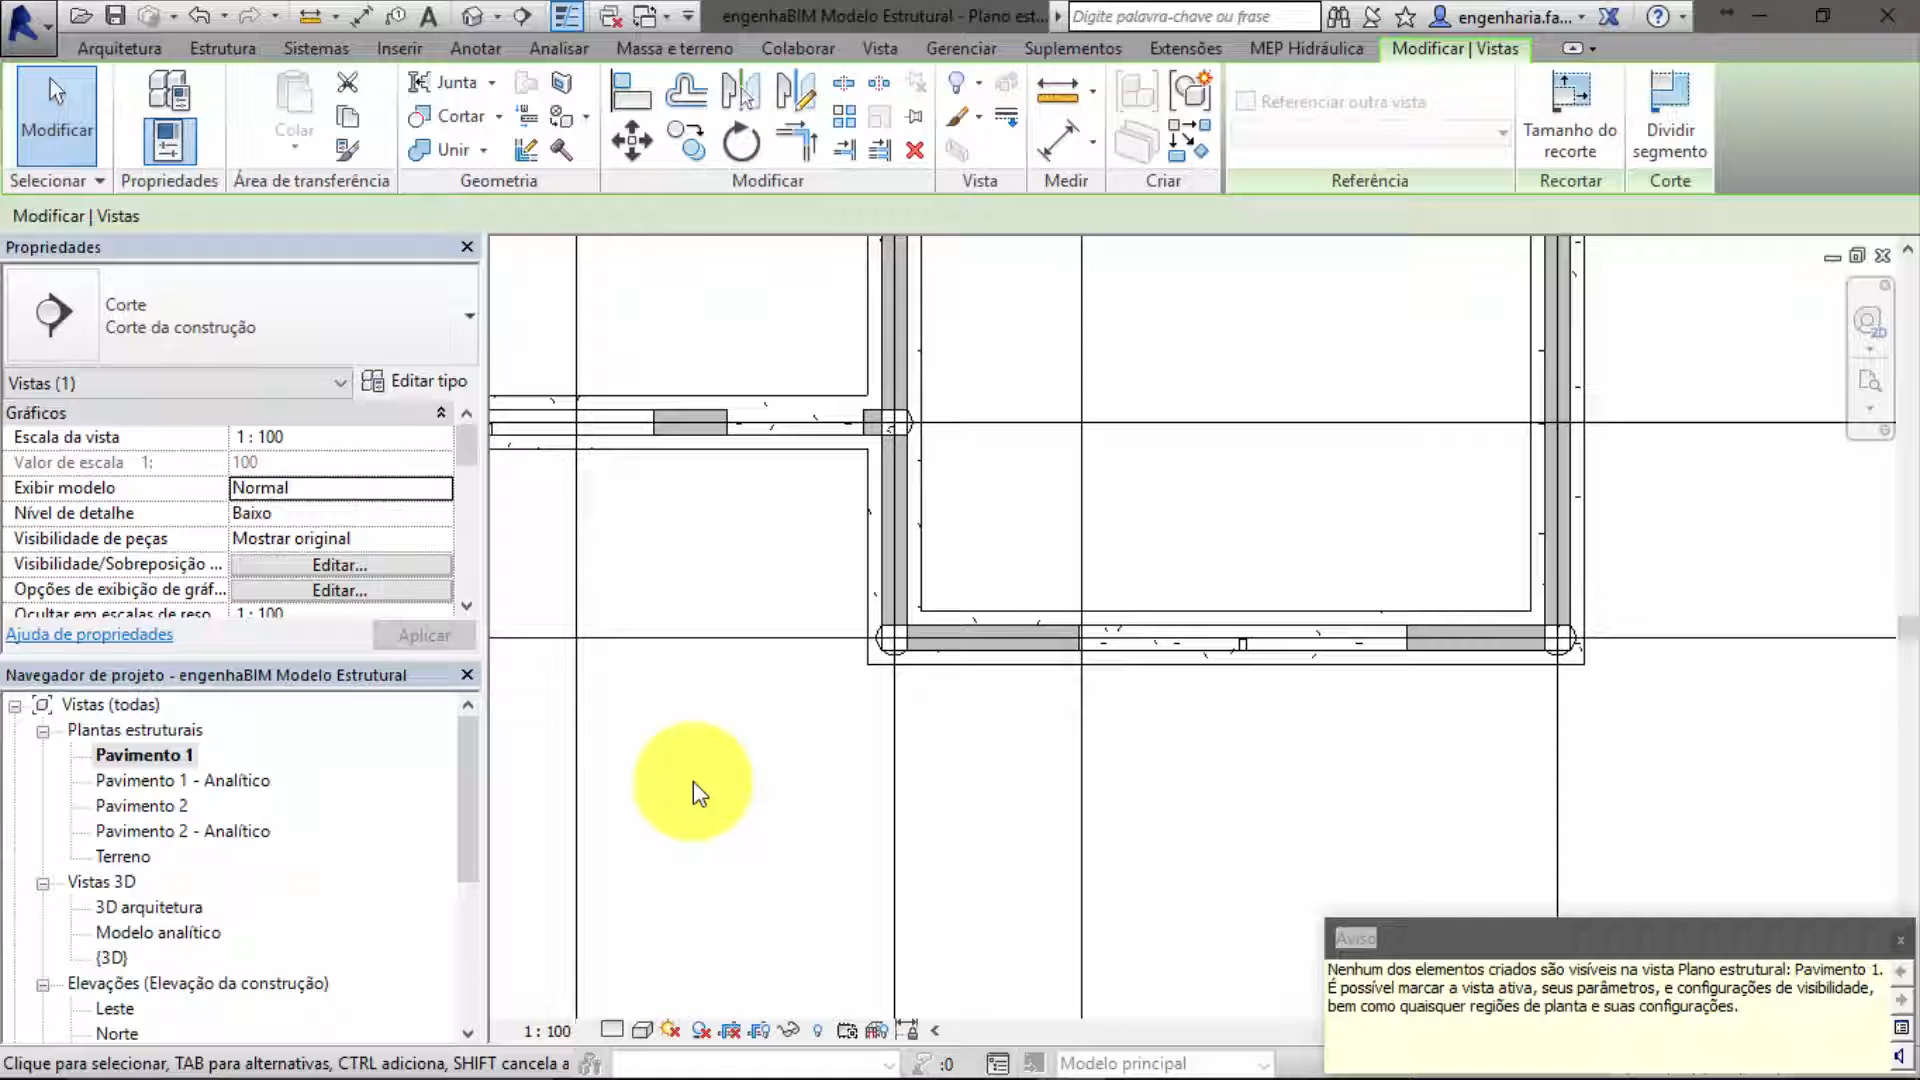 engenhaBIM Modelo Estrutural - Plano est...
Digite palavra-chave ou frase
engenharia.fa...
Arquitetura
Estrutura
Sistemas
Inserir
Anotar
Analisar
Massa e terreno
Colaborar
Vista
Gerenciar
Suplementos
Extensões
MEP Hidráulica
Modificar | Vistas
Modificar
Colar
Junta
Cortar
Unir
Referenciar outra vista
Tamanho do recorte
Dividir segmento
Selecionar
Propriedades
Área de transferência
Geometria
Modificar
Vista
Medir
Criar
Referência
Recortar
Corte
Modificar | Vistas
Propriedades
Corte
Corte da construção
Vistas (1)
Editar tipo
Gráficos
Escala da vista 1 : 100
Valor de escala 1: 100
Exibir modelo Normal
Nível de detalhe Baixo
Visibilidade de peças Mostrar original
Visibilidade/Sobreposição ... Editar...
Opções de exibição de gráf... Editar...
Ocultar em escalas de reso 1 : 100
Ajuda de propriedades
Aplicar
Navegador de projeto - engenhaBIM Modelo Estrutural
Vistas (todas)
Plantas estruturais
Pavimento 1
Pavimento 1 - Analítico
Pavimento 2
Pavimento 2 - Analítico
Terreno
Vistas 3D
3D arquitetura
Modelo analítico
{3D}
Elevações (Elevação da construção)
Leste
Norte
2D
1 : 100
Aviso
Nenhum dos elementos criados são visíveis na vista Plano estrutural: Pavimento 1.
É possível marcar a vista ativa, seus parâmetros, e configurações de visibilidade,
bem como quaisquer regiões de planta e suas configurações.
Clique para selecionar, TAB para alternativas, CTRL adiciona, SHIFT cancela a
:0
Modelo principal